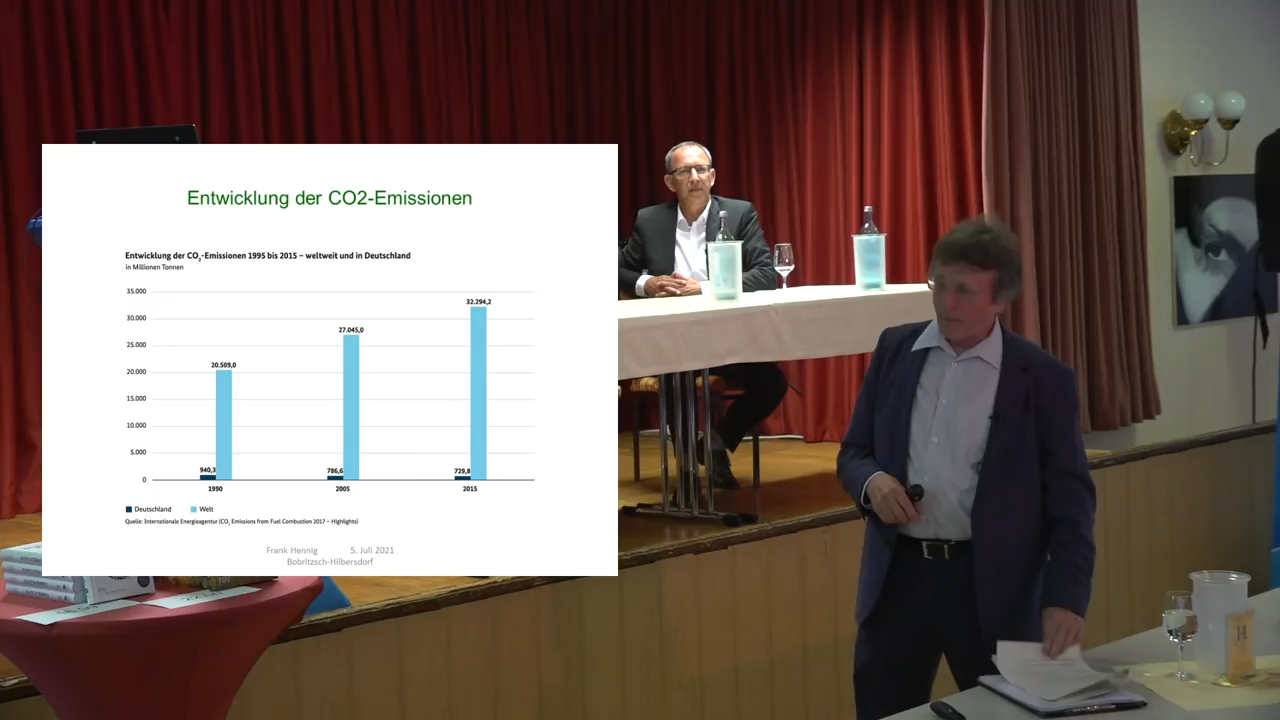 Entwicklung der CO2-Emissionen
Entwicklung der CO₂-Emissionen 1995 bis 2015 – weltweit und in Deutschland
in Millionen Tonnen
35.000
30.000
25.000
20.000
15.000
10.000
5.000
0
20.509,0
27.045,0
32.294,2
940,3
786,6
729,8
1990
2005
2015
Deutschland
Welt
Quelle: Internationale Energieagentur (CO₂ Emissions from Fuel Combustion 2017 – Highlights)
Frank Hennig 5. Juli 2021
Bobritzsch-Hilbersdorf
14